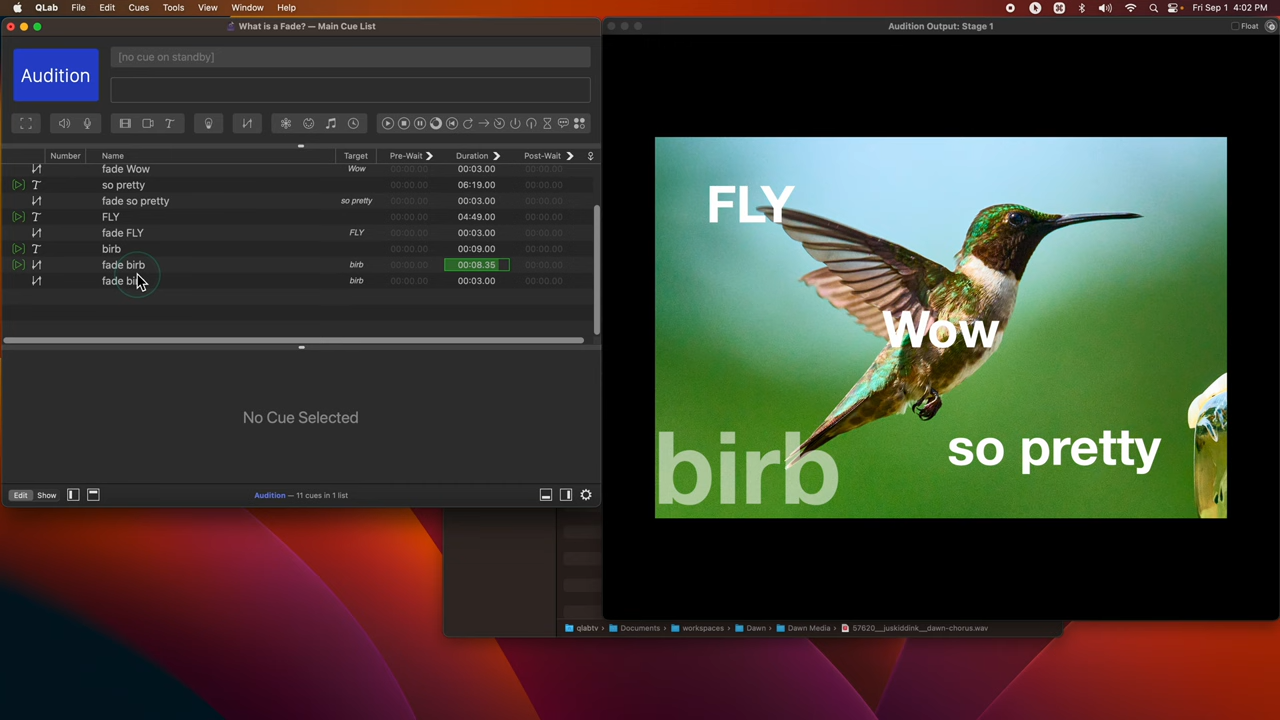 QLab File Edit Cues Tools View Window Help
Fri Sep 1 4:02 PM
What is a Fade? — Main Cue List
Audition Output: Stage 1
Float
Audition
[no cue on standby]
Number Name Target Pre-Wait Duration Post-Wait
fade Wow Wow 00:00.00 00:03.00 00:00.00
so pretty 00:00.00 06:19.00 00:00.00
fade so pretty so pretty 00:00.00 00:03.00 00:00.00
FLY 00:00.00 04:49.00 00:00.00
fade FLY FLY 00:00.00 00:03.00 00:00.00
birb 00:00.00 00:09.00 00:00.00
fade birb birb 00:00.00 00:08.35 00:00.00
fade birb birb 00:00.00 00:03.00 00:00.00
No Cue Selected
Edit Show
Audition — 11 cues in 1 list
FLY
Wow
so pretty
birb
qlabtv › Documents › workspaces › Dawn › Dawn Media › 57620__juskiddink__dawn-chorus.wav